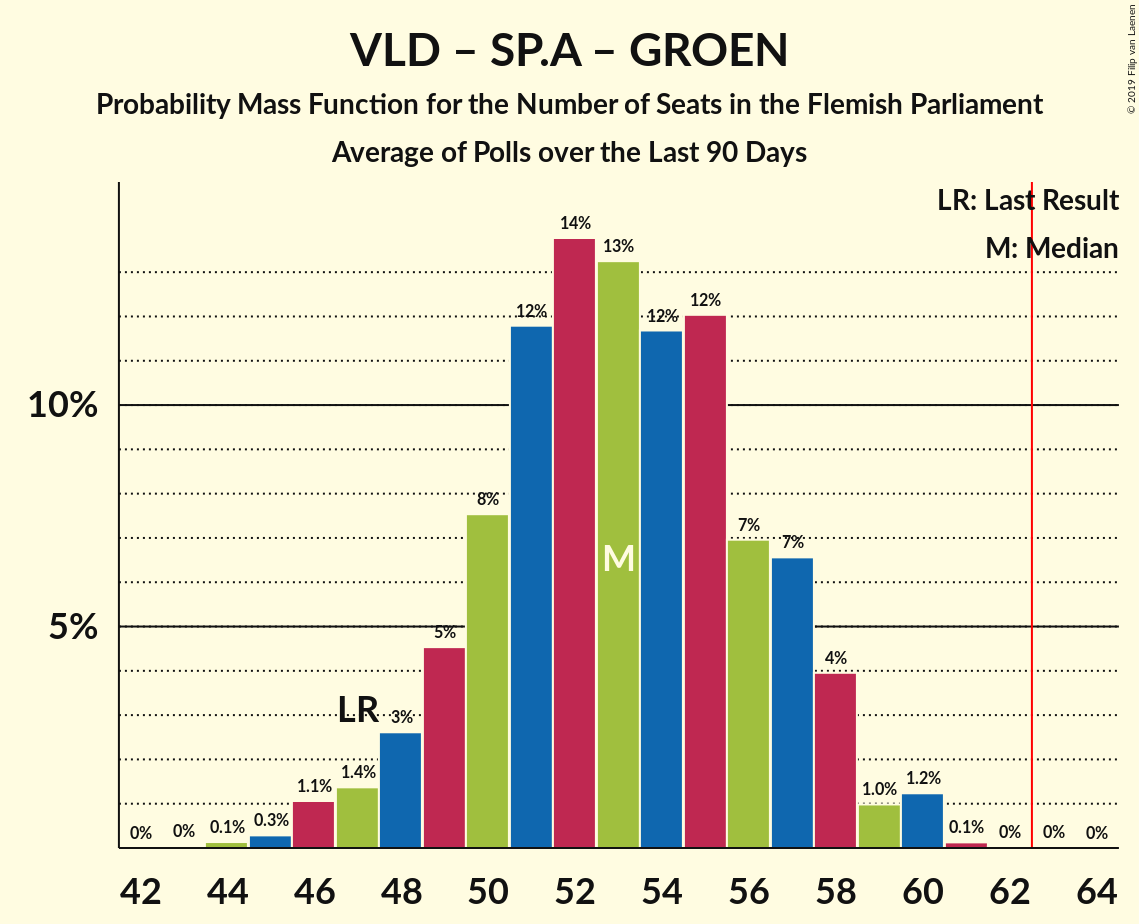 VLD – SP.A – GROEN
Probability Mass Function for the Number of Seats in the Flemish Parliament
Average of Polls over the Last 90 Days
© 2019 Filip van Laenen
LR: Last Result
M: Median
10%
5%
0%
0%
0.1%
0.3%
1.1%
1.4%
LR
3%
5%
8%
12%
14%
13%
M
12%
12%
7%
7%
4%
1.0%
1.2%
0.1%
0%
0%
0%
42 44 46 48 50 52 54 56 58 60 62 64